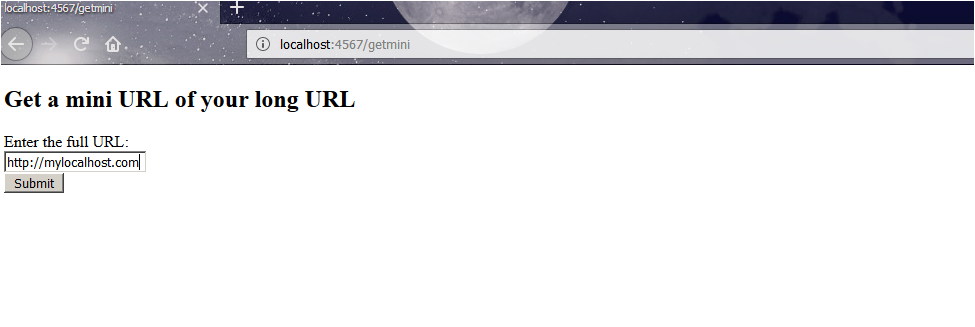 localhost:4567/getmini
localhost:4567/getmini
Get a mini URL of your long URL
Enter the full URL:
http://mylocalhost.com
Submit